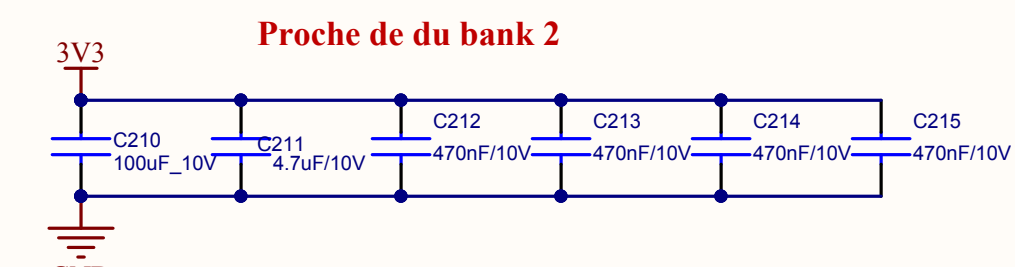 Proche de du bank 2
3V3
C210
100uF_10V
C211
4.7uF/10V
C212
470nF/10V
C213
470nF/10V
C214
470nF/10V
C215
470nF/10V